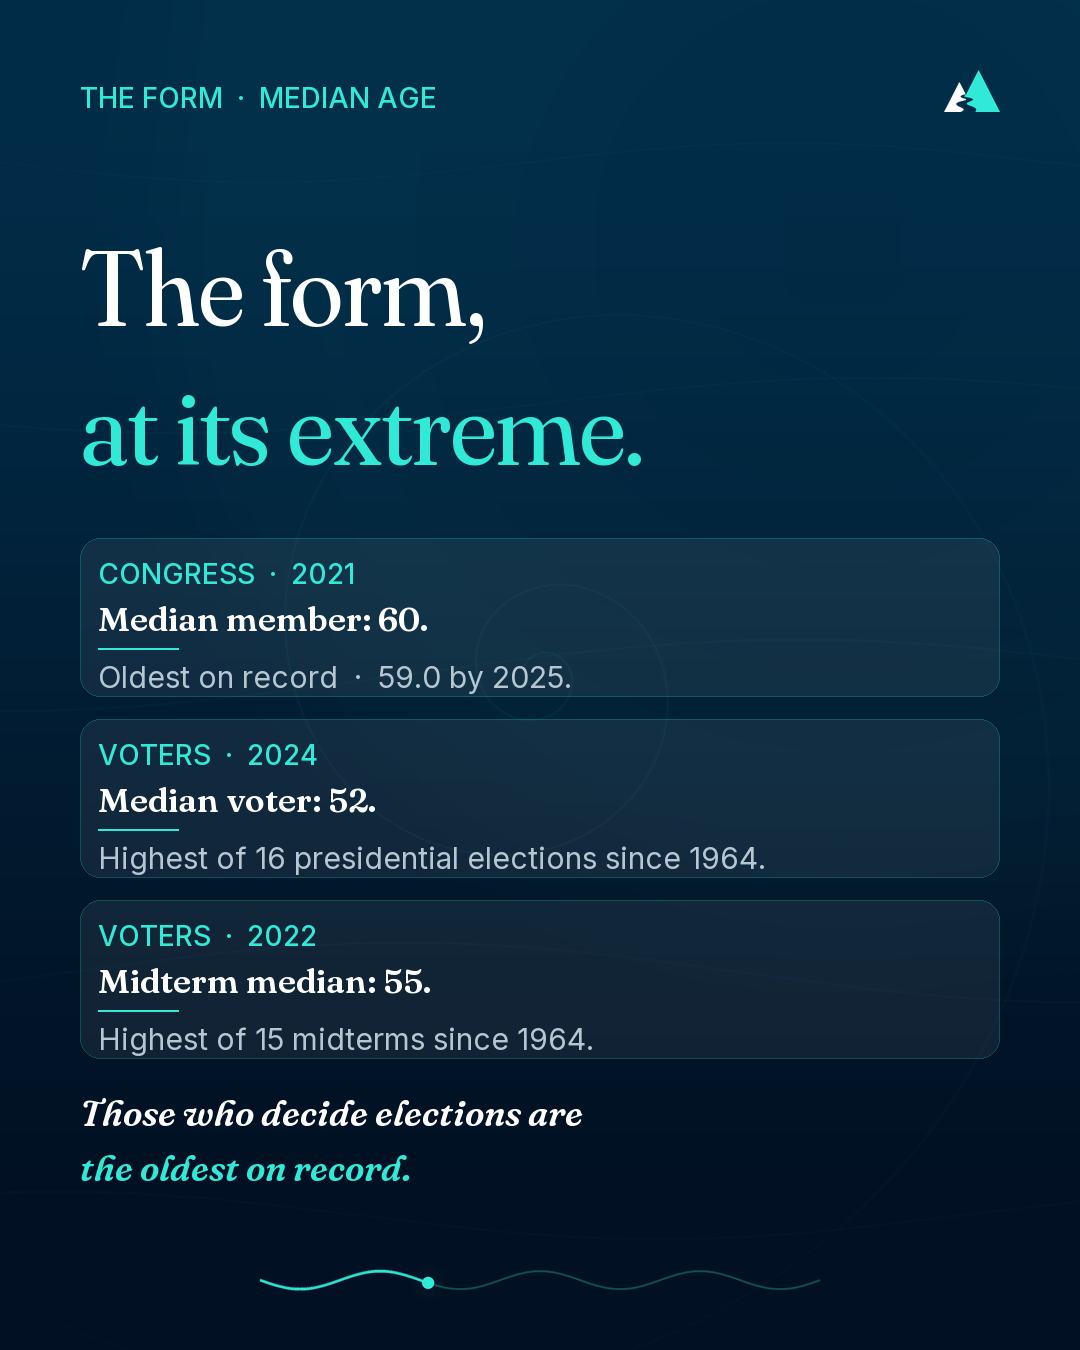 THE FORM · MEDIAN AGE
The form,
at its extreme.
CONGRESS · 2021
Median member: 60.
Oldest on record · 59.0 by 2025.
VOTERS · 2024
Median voter: 52.
Highest of 16 presidential elections since 1964.
VOTERS · 2022
Midterm median: 55.
Highest of 15 midterms since 1964.
Those who decide elections are
the oldest on record.